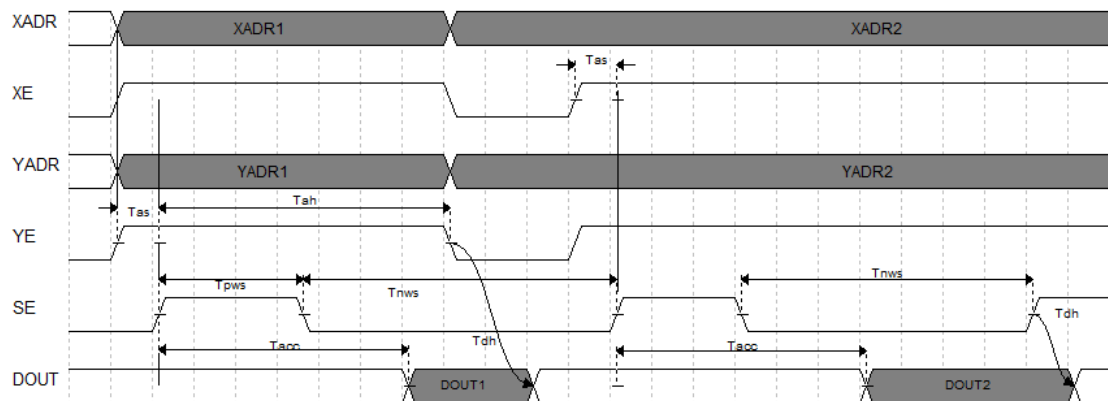 XADR XADR1 XADR2
Tas
XE
YADR YADR1 YADR2
Tas Tah
YE
Tpws Tnws Tnws
SE
Tacc Tdh Tacc Tdh
DOUT DOUT1 DOUT2